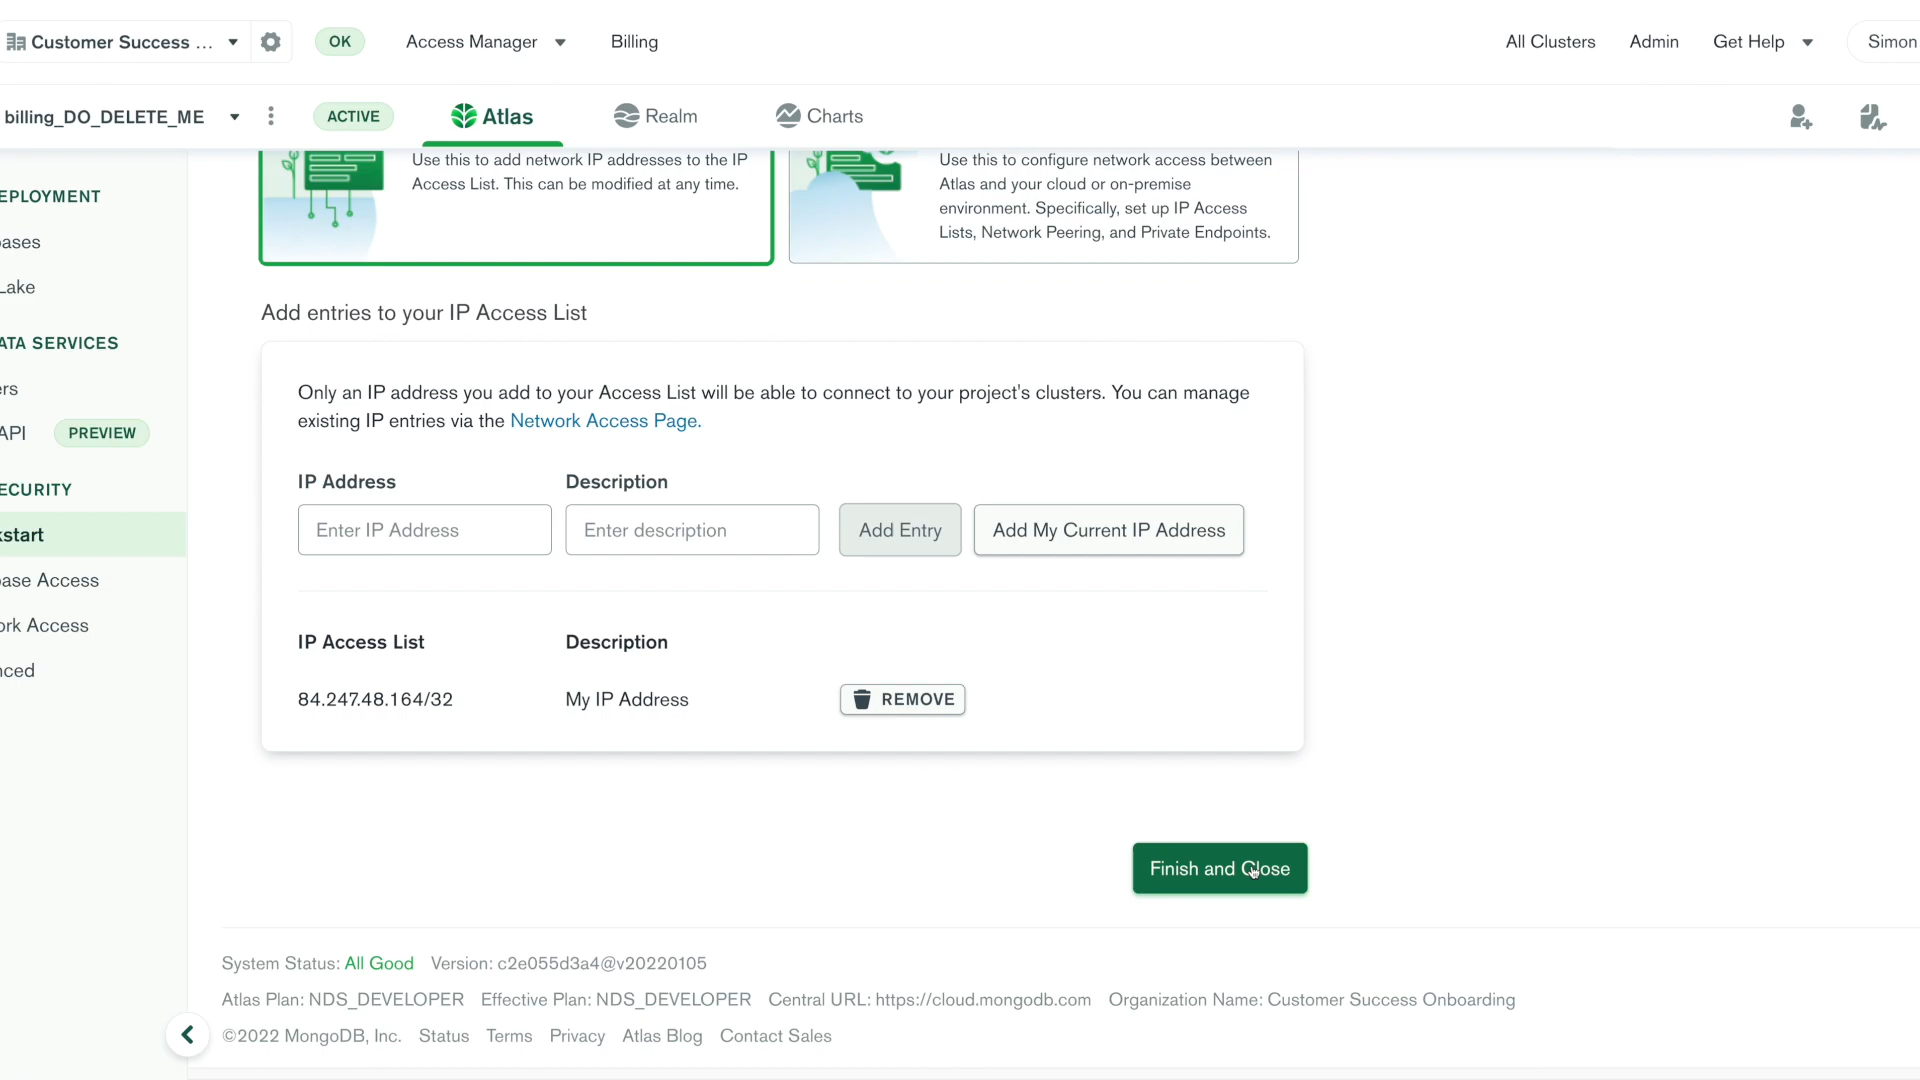 Customer Success ...
OK
Access Manager
Billing
All Clusters
Admin
Get Help
Simon
billing_DO_DELETE_ME
ACTIVE
Atlas
Realm
Charts
EPLOYMENT
bases
Lake
ATA SERVICES
ers
API
PREVIEW
ECURITY
kstart
base Access
ork Access
nced
Use this to add network IP addresses to the IP
Access List. This can be modified at any time.
Use this to configure network access between
Atlas and your cloud or on-premise
environment. Specifically, set up IP Access
Lists, Network Peering, and Private Endpoints.
Add entries to your IP Access List
Only an IP address you add to your Access List will be able to connect to your project's clusters. You can manage
existing IP entries via the Network Access Page.
IP Address
Description
Enter IP Address
Enter description
Add Entry
Add My Current IP Address
IP Access List
Description
84.247.48.164/32
My IP Address
REMOVE
Finish and Close
System Status: All Good Version: c2e055d3a4@v20220105
Atlas Plan: NDS_DEVELOPER Effective Plan: NDS_DEVELOPER Central URL: https://cloud.mongodb.com Organization Name: Customer Success Onboarding
©2022 MongoDB, Inc. Status Terms Privacy Atlas Blog Contact Sales